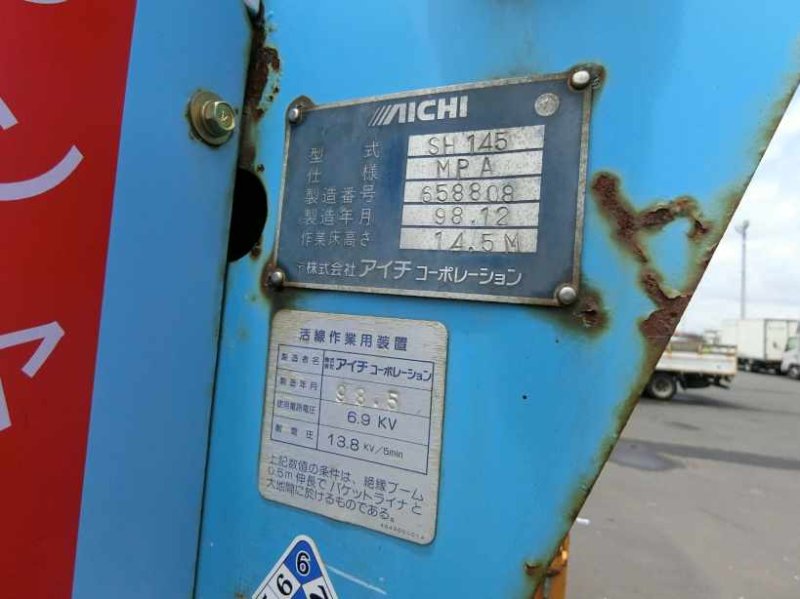 AICHI
型式 SH145
仕様 MPA
製造番号 658808
製造年月 98.12
作業床高さ 14.5M
株式会社 アイチ コーポレーション
活線作業用装置
製造者名 株式会社 アイチ コーポレーション
製造年月 98.5
使用電路電圧 6.9 KV
耐電圧 13.8 KV/5min
上記数値の条件は、絶縁ブーム
0.5m伸長でバケットライナと
大地間に於けるものである。
66